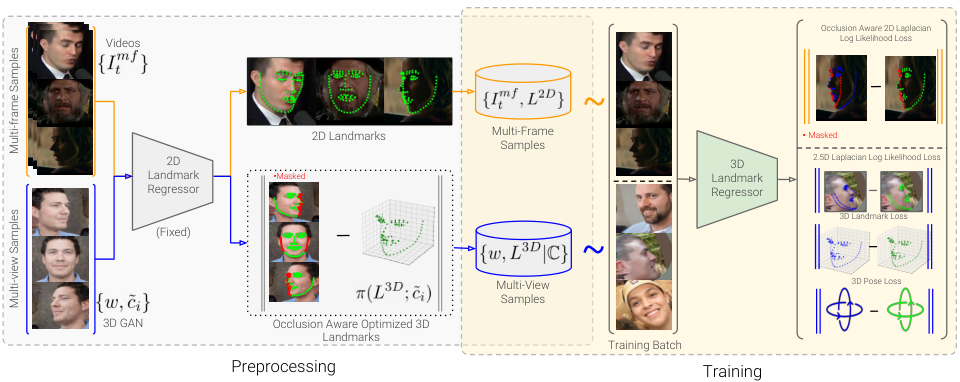 Multi-frame Samples
Videos
{I_t^{mf}}
Multi-view Samples
{w, c̃_i}
3D GAN
2D
Landmark
Regressor
(Fixed)
2D Landmarks
•Masked
π(L^{3D}; c̃_i)
Occlusion Aware Optimized 3D
Landmarks
Preprocessing
{I_t^{mf}, L^{2D}}
Multi-Frame
Samples
{w, L^{3D}|ℂ}
Multi-View
Samples
Training Batch
3D
Landmark
Regressor
Occlusion Aware 2D Laplacian
Log Likelihood Loss
• Masked
2.5D Laplacian Log Likelihood Loss
3D Landmark Loss
3D Pose Loss
Training